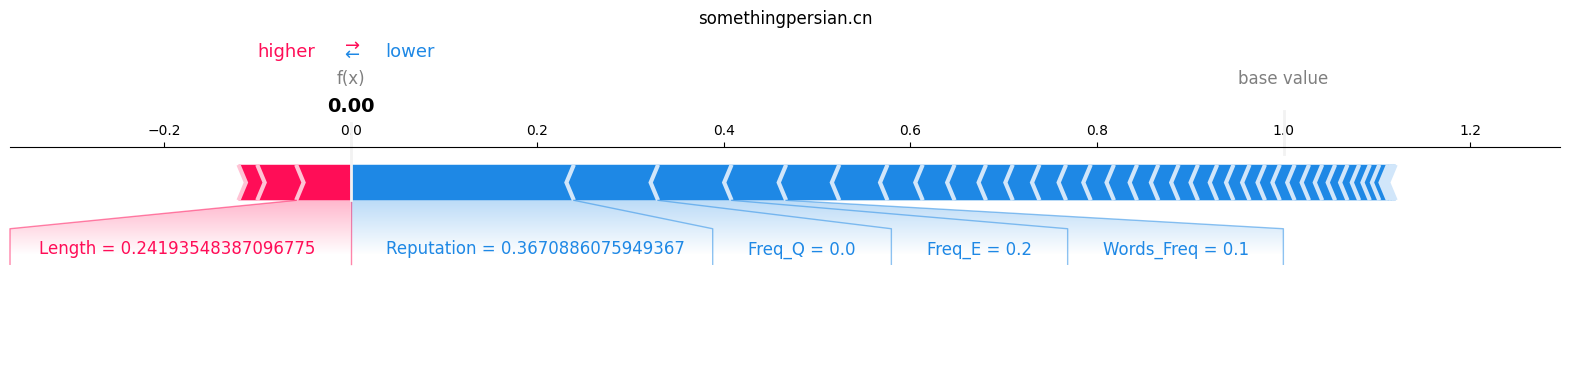 somethingpersian.cn
higher → ← lower
f(x) base value
0.00
−0.2 0.0 0.2 0.4 0.6 0.8 1.0 1.2
Length = 0.24193548387096775 Reputation = 0.3670886075949367 Freq_Q = 0.0 Freq_E = 0.2 Words_Freq = 0.1